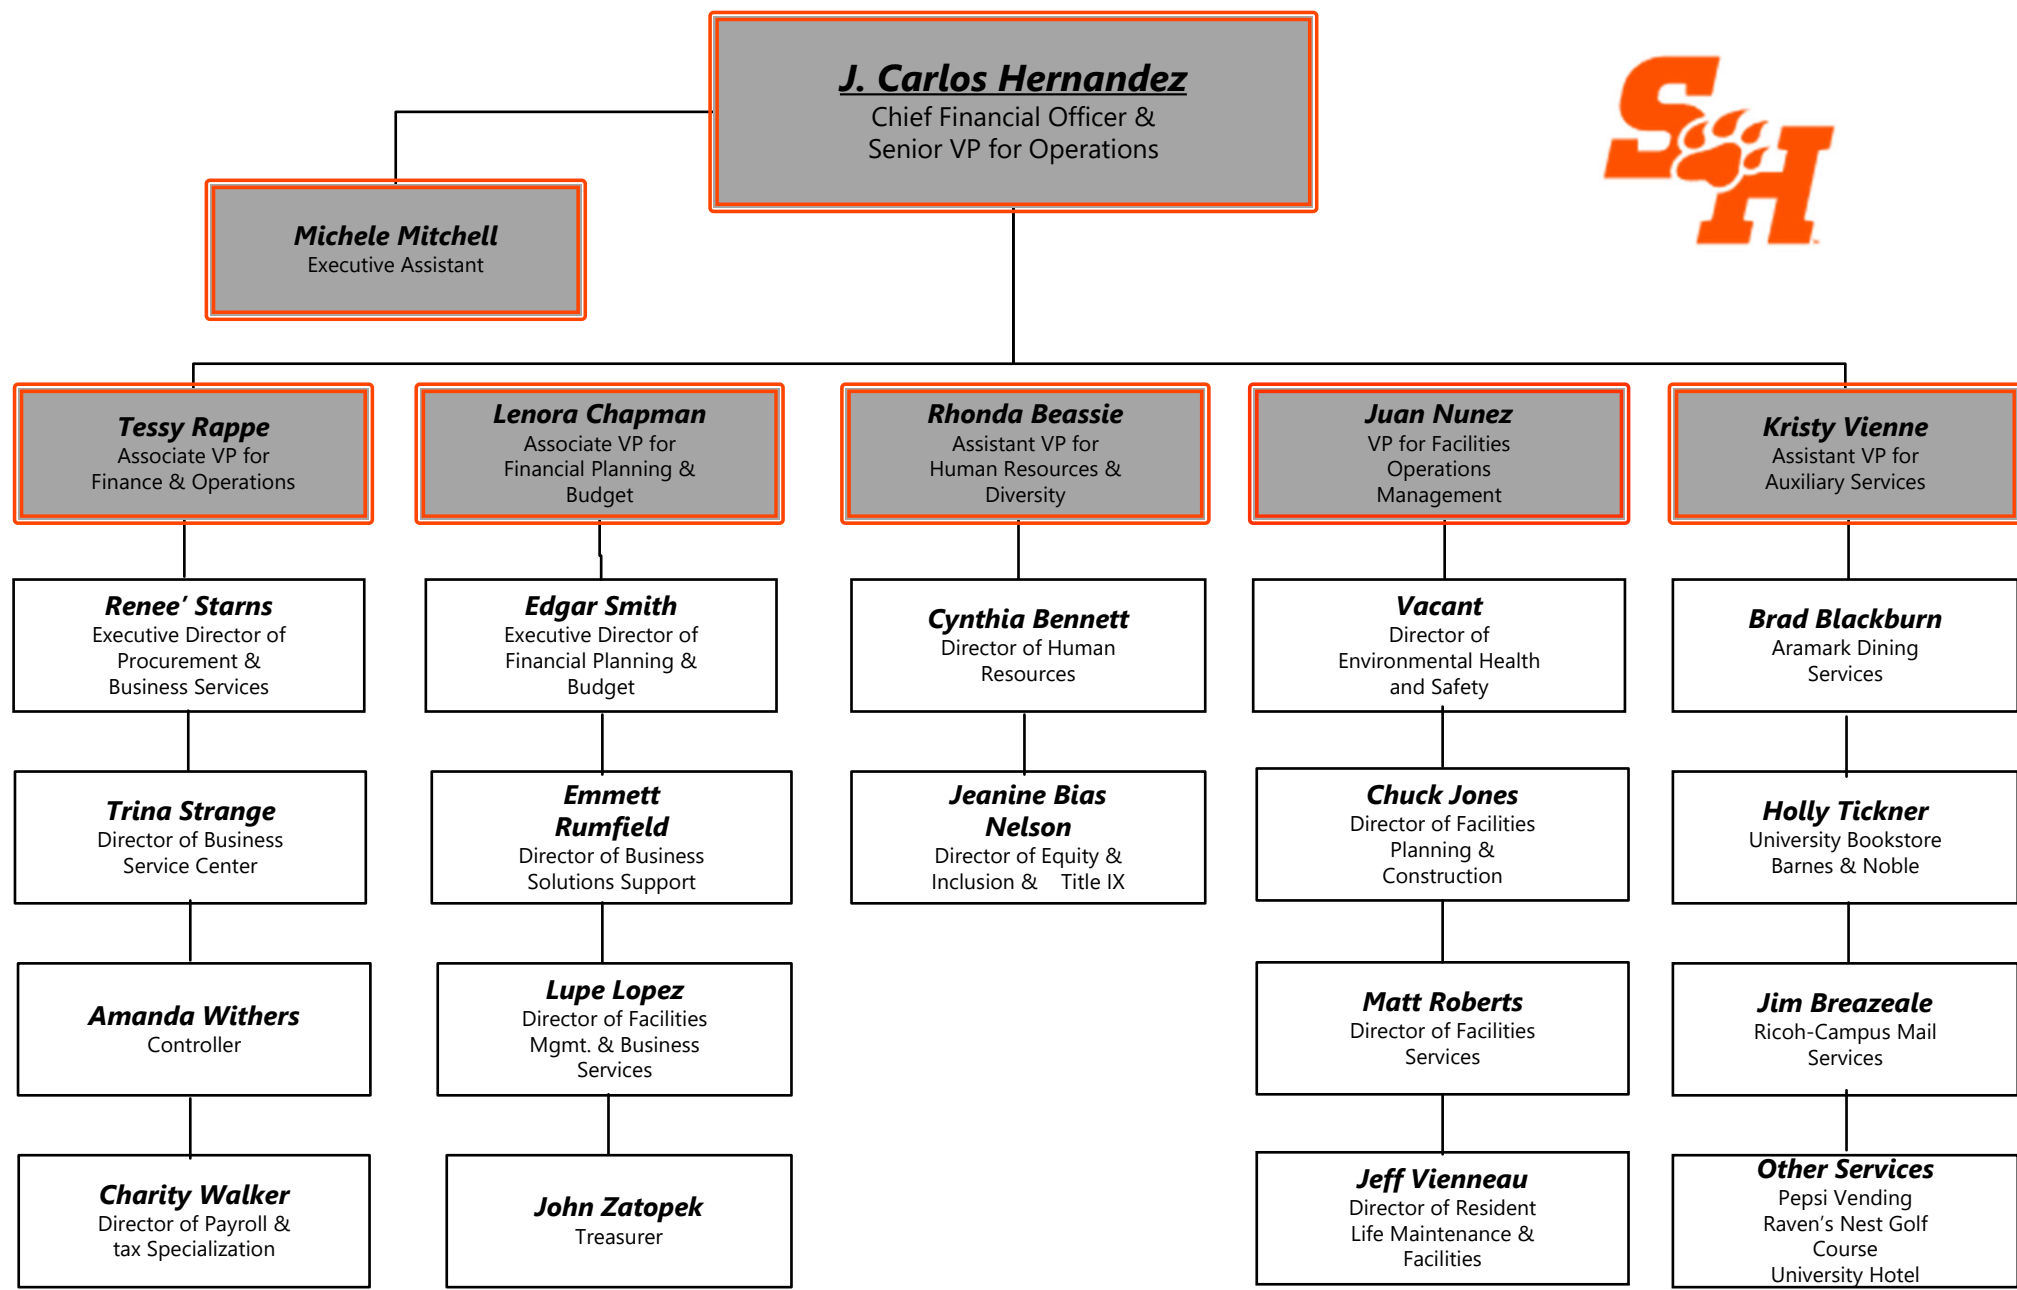 J. Carlos Hernandez
Chief Financial Officer &
Senior VP for Operations
SH
Michele Mitchell
Executive Assistant
Tessy Rappe
Associate VP for
Finance & Operations
Lenora Chapman
Associate VP for
Financial Planning &
Budget
Rhonda Beassie
Assistant VP for
Human Resources &
Diversity
Juan Nunez
VP for Facilities
Operations
Management
Kristy Vienne
Assistant VP for
Auxiliary Services
Renee’ Starns
Executive Director of
Procurement &
Business Services
Edgar Smith
Executive Director of
Financial Planning &
Budget
Cynthia Bennett
Director of Human
Resources
Vacant
Director of
Environmental Health
and Safety
Brad Blackburn
Aramark Dining
Services
Trina Strange
Director of Business
Service Center
Emmett
Rumfield
Director of Business
Solutions Support
Jeanine Bias
Nelson
Director of Equity &
Inclusion & Title IX
Chuck Jones
Director of Facilities
Planning &
Construction
Holly Tickner
University Bookstore
Barnes & Noble
Amanda Withers
Controller
Lupe Lopez
Director of Facilities
Mgmt. & Business
Services
Matt Roberts
Director of Facilities
Services
Jim Breazeale
Ricoh-Campus Mail
Services
Charity Walker
Director of Payroll &
tax Specialization
John Zatopek
Treasurer
Jeff Vienneau
Director of Resident
Life Maintenance &
Facilities
Other Services
Pepsi Vending
Raven’s Nest Golf
Course
University Hotel